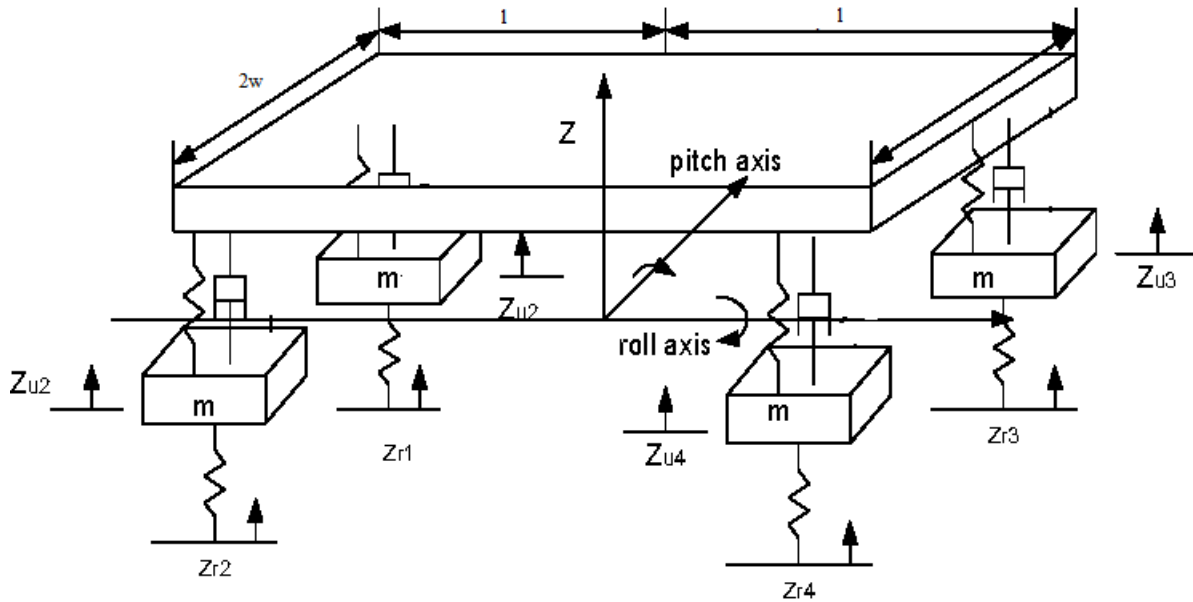 1
1
2w
Z
pitch axis
m
Zu2
Zu3
m
roll axis
Zu2
m
Zu4
m
Zr1
Zr3
Zr2
Zr4